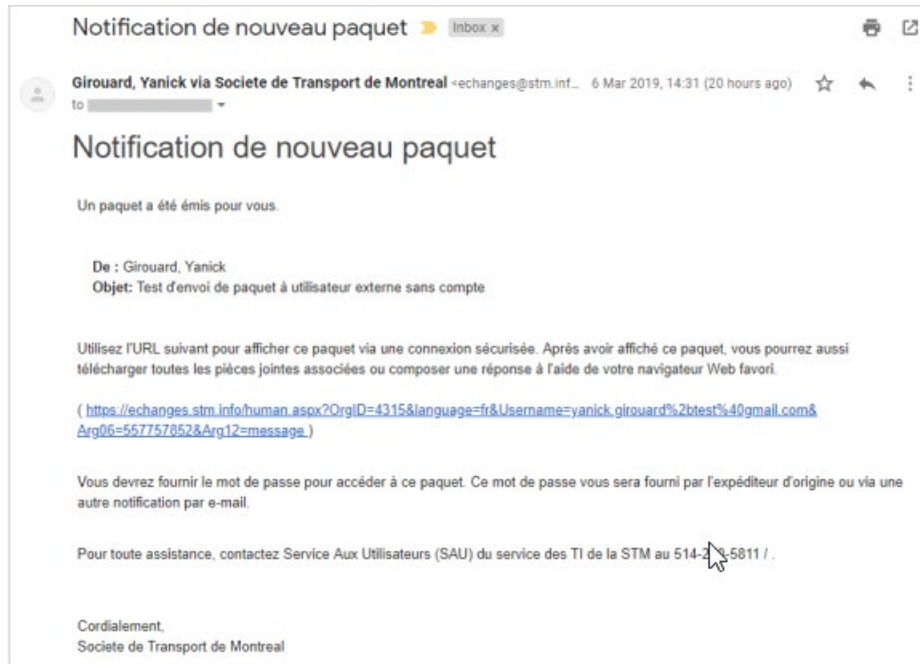 Notification de nouveau paquet Inbox x
Girouard, Yanick via Societe de Transport de Montreal <echanges@stm.inf... 6 Mar 2019, 14:31 (20 hours ago)
to
Notification de nouveau paquet
Un paquet a été émis pour vous.
De : Girouard, Yanick
Objet: Test d'envoi de paquet à utilisateur externe sans compte
Utilisez l'URL suivant pour afficher ce paquet via une connexion sécurisée. Après avoir affiché ce paquet, vous pourrez aussi
télécharger toutes les pièces jointes associées ou composer une réponse à l'aide de votre navigateur Web favori.
( https://echanges.stm.info/human.aspx?OrgID=4315&language=fr&Username=yanick.girouard%2btest%40gmail.com&
Arg06=557757852&Arg12=message )
Vous devrez fournir le mot de passe pour accéder à ce paquet. Ce mot de passe vous sera fourni par l'expéditeur d'origine ou via une
autre notification par e-mail.
Pour toute assistance, contactez Service Aux Utilisateurs (SAU) du service des TI de la STM au / .
Cordialement,
Societe de Transport de Montreal